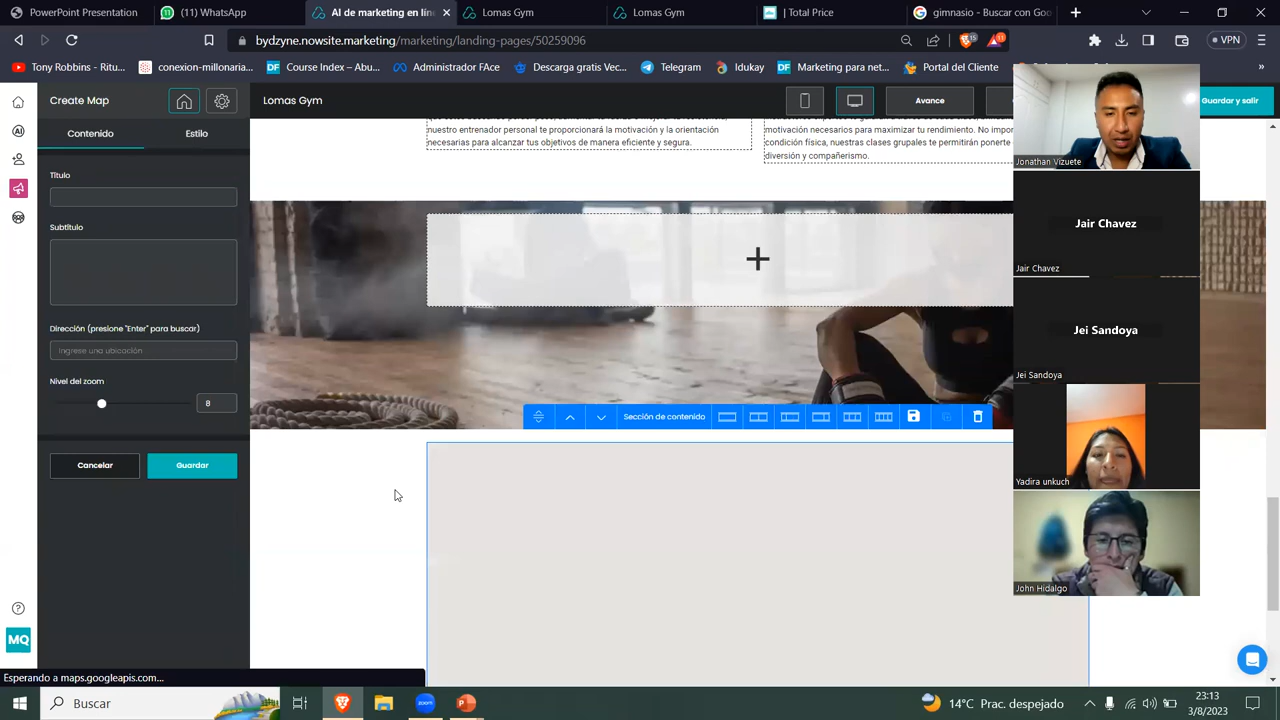 PowerPoint Presentation
(11) WhatsApp
AI de marketing en lín
Lomas Gym
Lomas Gym
| Total Price
gimnasio - Buscar con Goo
bydzyne.nowsite.marketing/marketing/landing-pages/50259096
15
11
VPN
Tony Robbins - Ritu...
conexion-millonaria...
Course Index – Abu...
Administrador FACe
Descarga gratis Vec...
Telegram
Idukay
Marketing para net...
Portal del Cliente
Create Map
Lomas Gym
Avance
Guardar y salir
Contenido
Estilo
AI
Título
Subtítulo
Dirección (presione "Enter" para buscar)
Ingrese una ubicación
Nivel del zoom
8
Cancelar
Guardar
nuestro entrenador personal te proporcionará la motivación y la orientación
necesarias para alcanzar tus objetivos de manera eficiente y segura.
motivación necesarios para maximizar tu rendimiento. No impor
condición física, nuestras clases grupales te permitirán ponerte
diversión y compañerismo.
Sección de contenido
Jonathan Vizuete
Jair Chavez
Jair Chavez
Jei Sandoya
Jei Sandoya
Yadira unkuch
John Hidalgo
MQ
Esperando a maps.googleapis.com...
Buscar
zoom
14°C Prac. despejado
23:13
3/8/2023